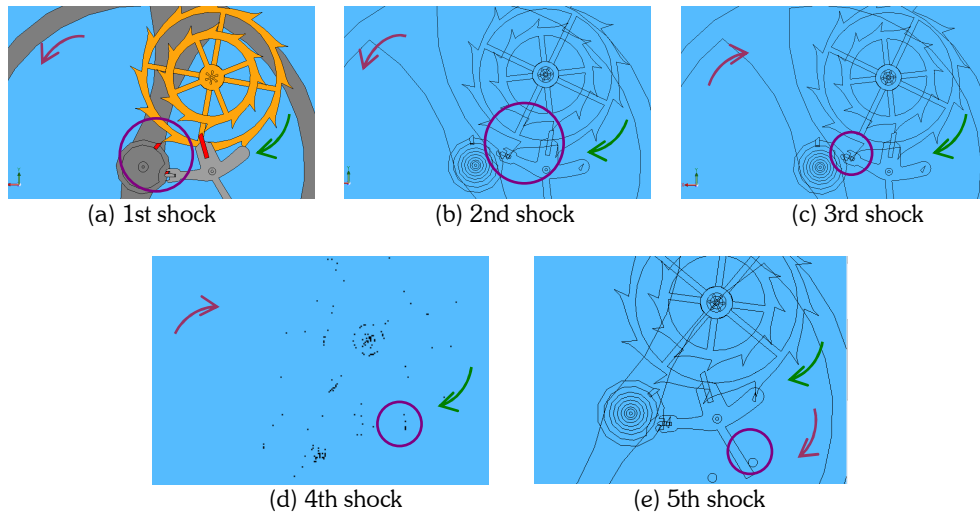 (a) 1st shock
(b) 2nd shock
(c) 3rd shock
(d) 4th shock
(e) 5th shock